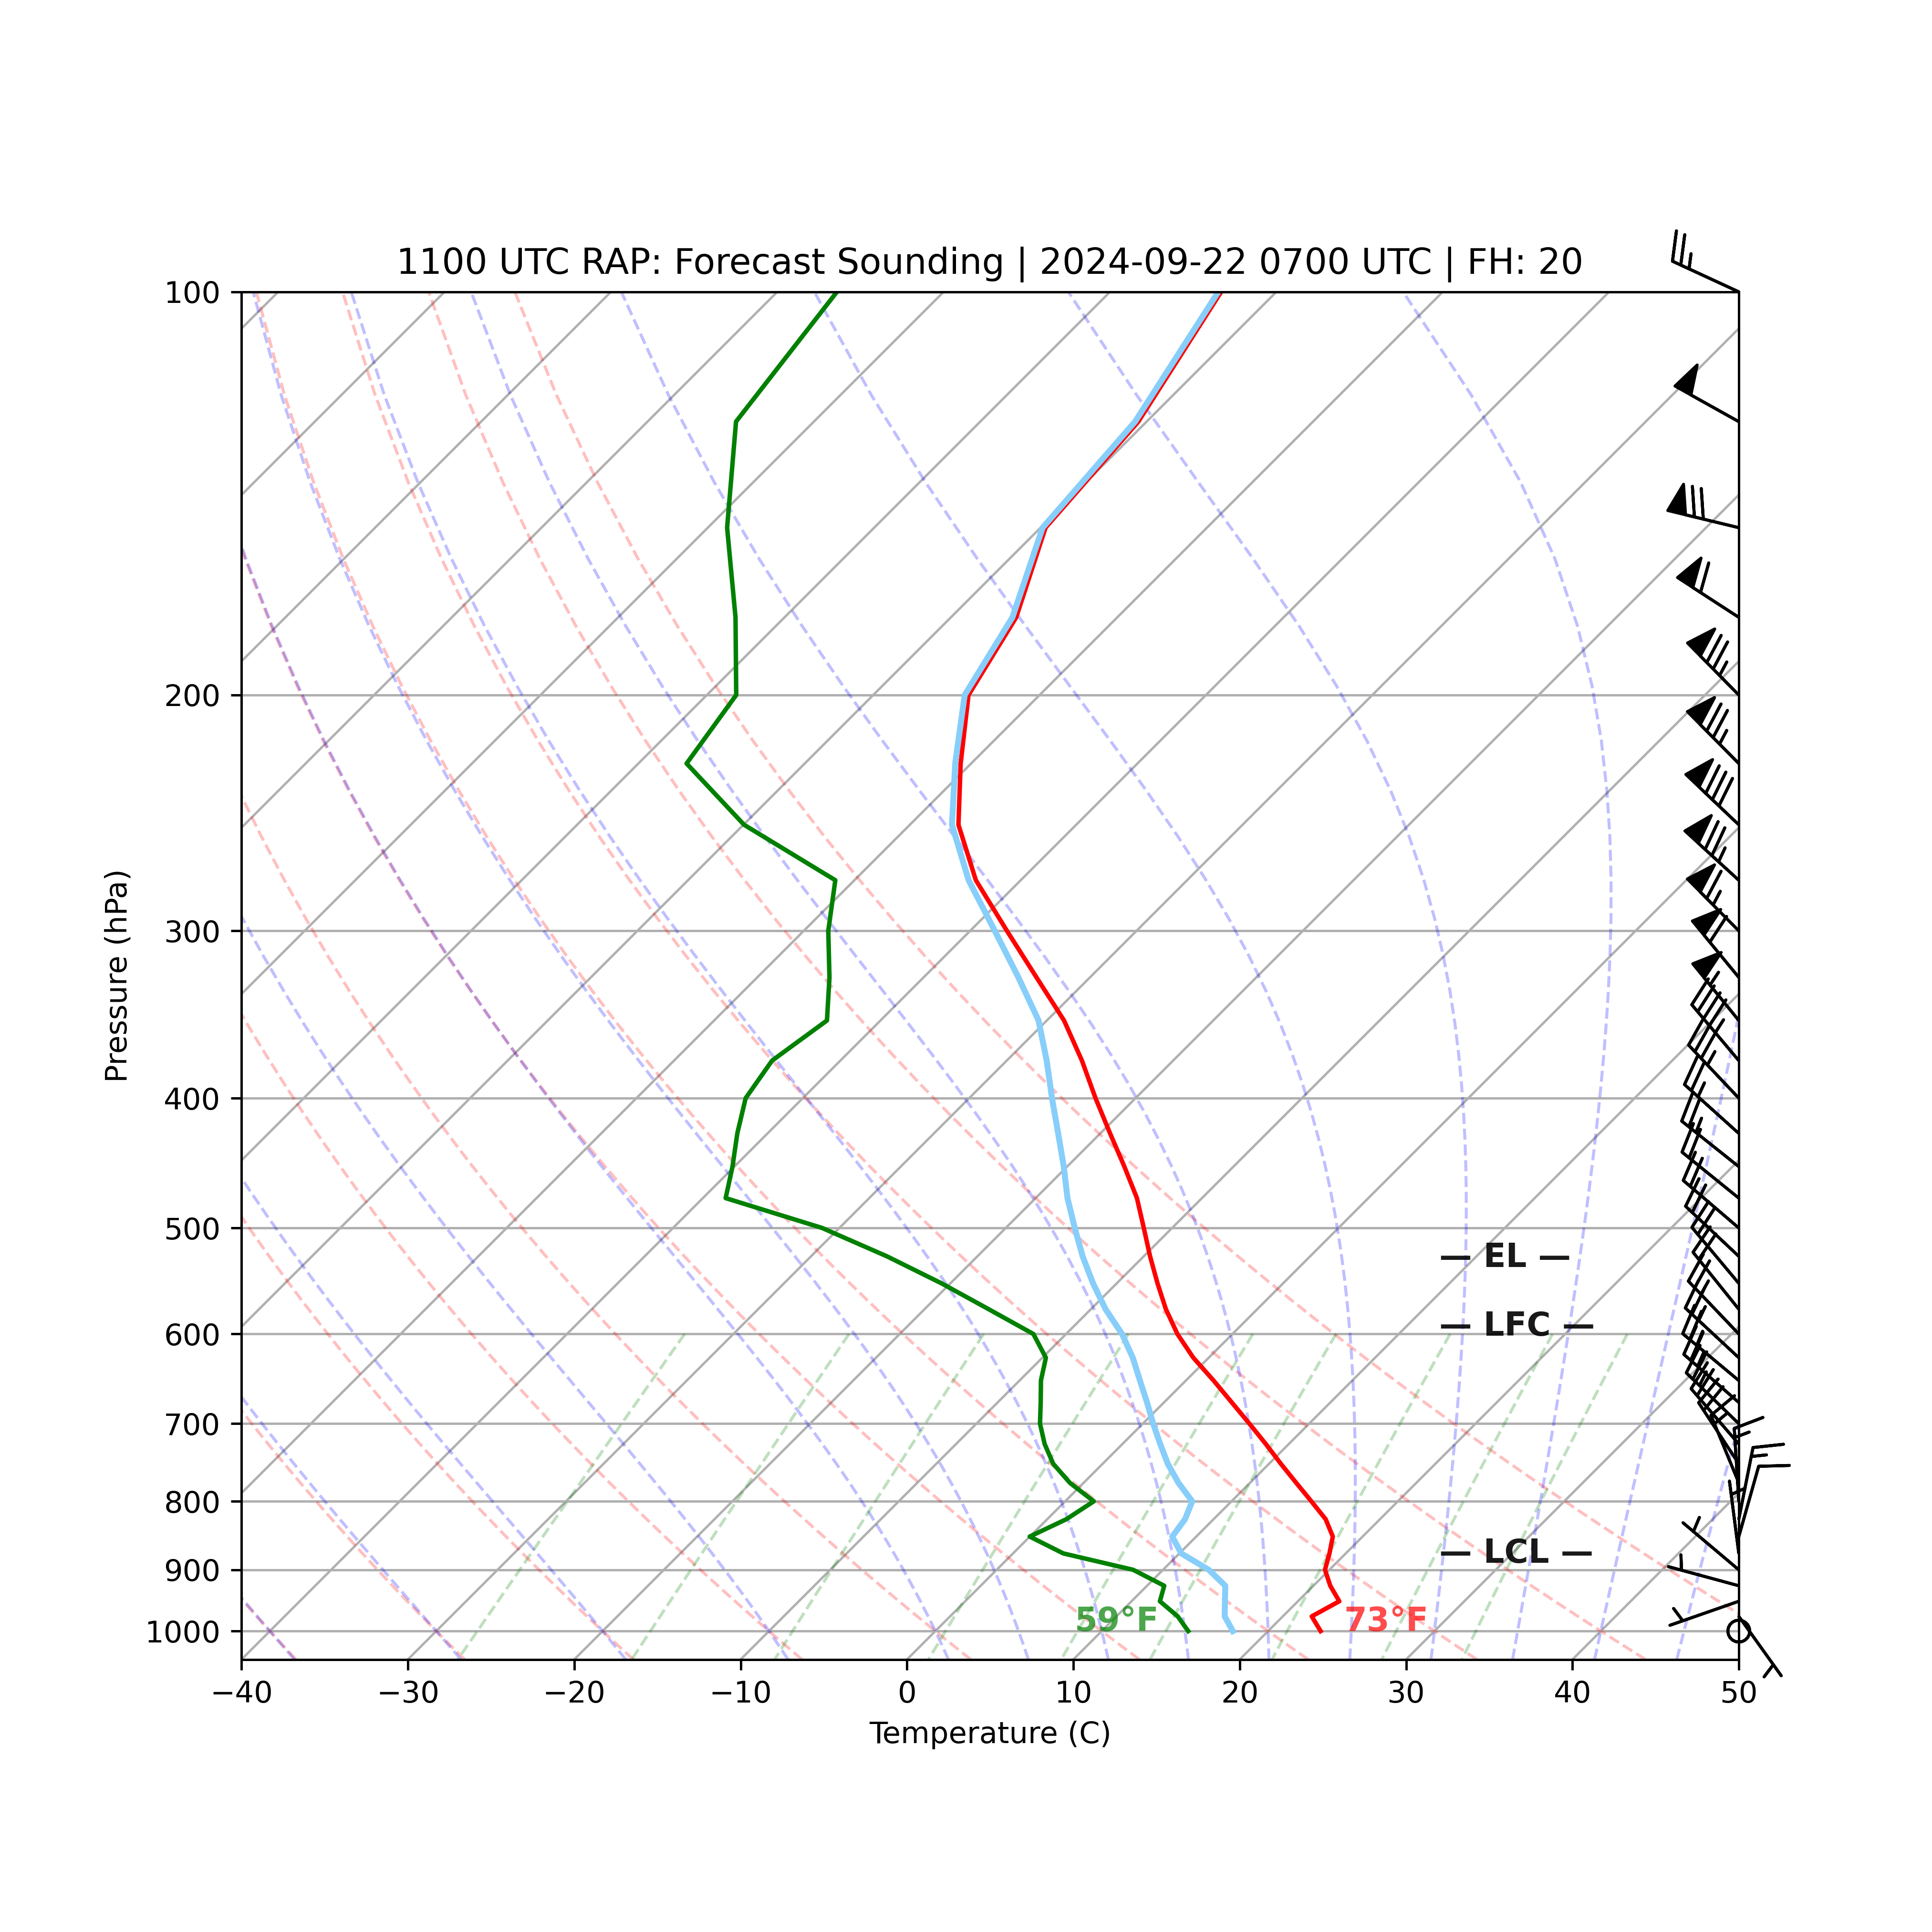 1100 UTC RAP: Forecast Sounding | 2024-09-22 0700 UTC | FH: 20
100
200
300
400
500
600
700
800
900
1000
Pressure (hPa)
— EL —
— LFC —
— LCL —
59°F
73°F
−40 −30 −20 −10 0 10 20 30 40 50
Temperature (C)